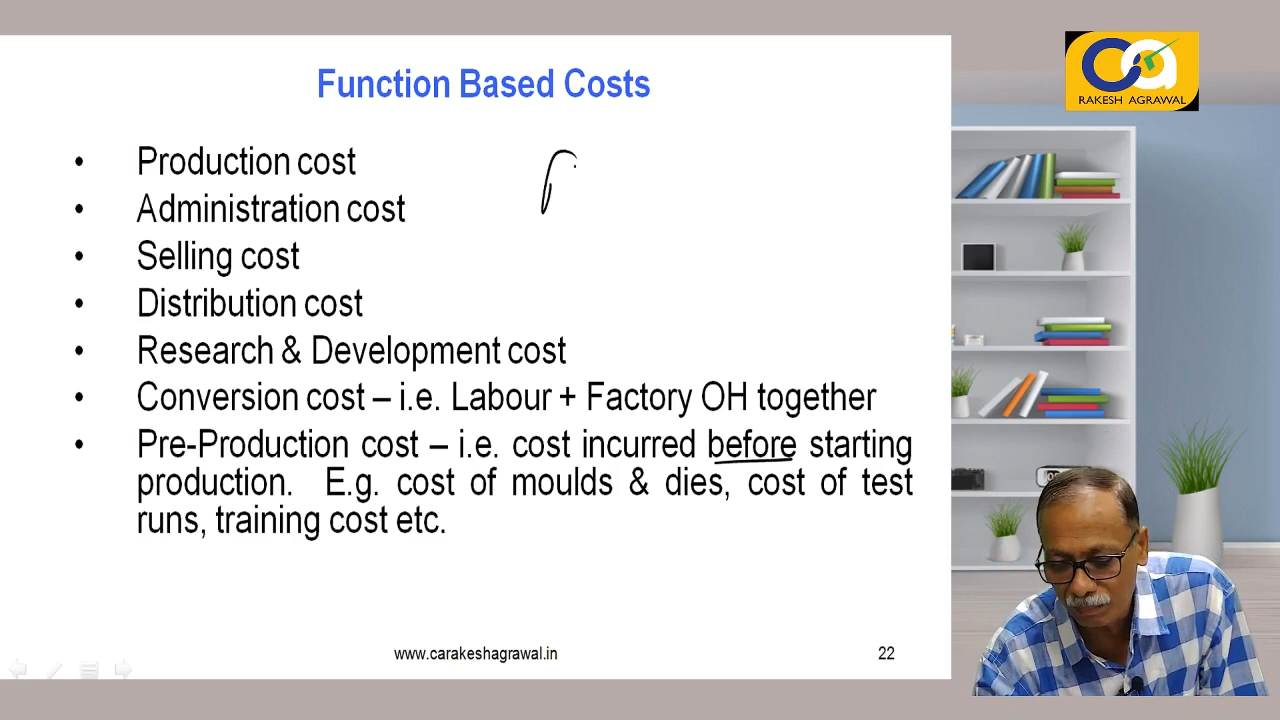 Function Based Costs
• Production cost
• Administration cost
• Selling cost
• Distribution cost
• Research & Development cost
• Conversion cost – i.e. Labour + Factory OH together
• Pre-Production cost – i.e. cost incurred before starting
production. E.g. cost of moulds & dies, cost of test
runs, training cost etc.
www.carakeshagrawal.in
22
ca
RAKESH AGRAWAL